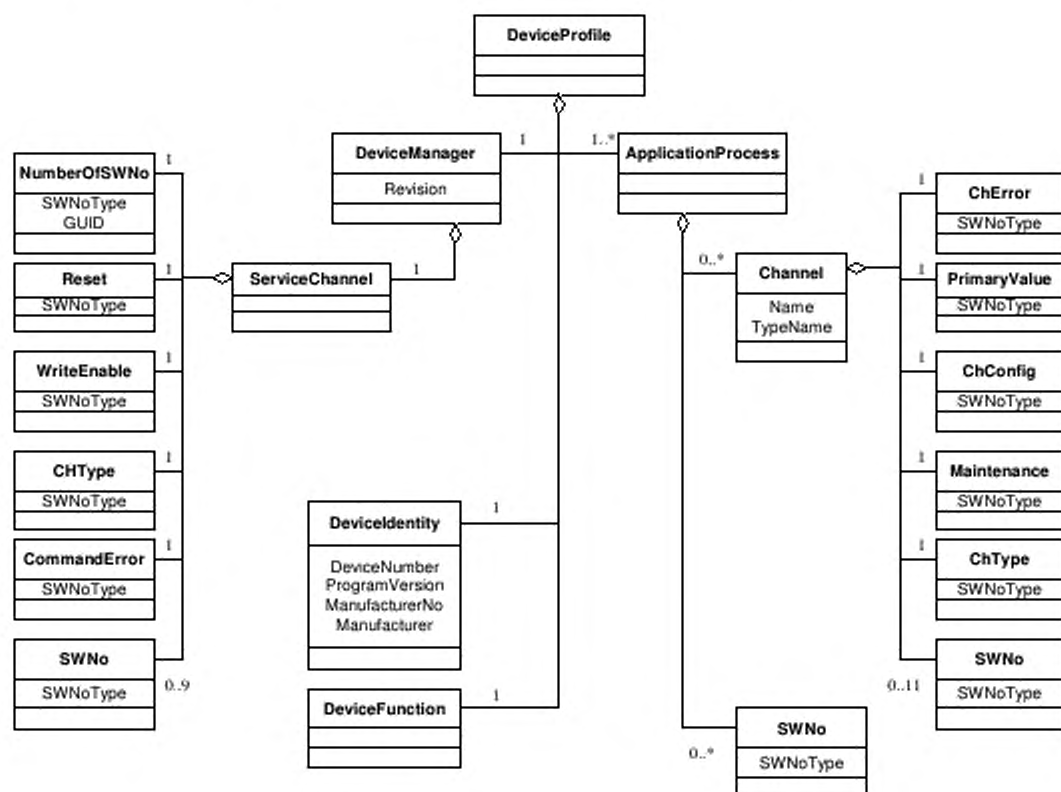 DeviceProfile
DeviceManager
Revision
1
1..*
ApplicationProcess
NumberOfSWNo
SWNoType
GUID
1
Reset
SWNoType
1
ServiceChannel
1
WriteEnable
SWNoType
1
CHType
SWNoType
1
CommandError
SWNoType
1
SWNo
SWNoType
0..9
DeviceIdentity
DeviceNumber
ProgramVersion
ManufacturerNo
Manufacturer
1
DeviceFunction
1
0..*
Channel
Name
TypeName
0..*
SWNo
SWNoType
1
ChError
SWNoType
1
PrimaryValue
SWNoType
1
ChConfig
SWNoType
1
Maintenance
SWNoType
1
ChType
SWNoType
0..11
SWNo
SWNoType